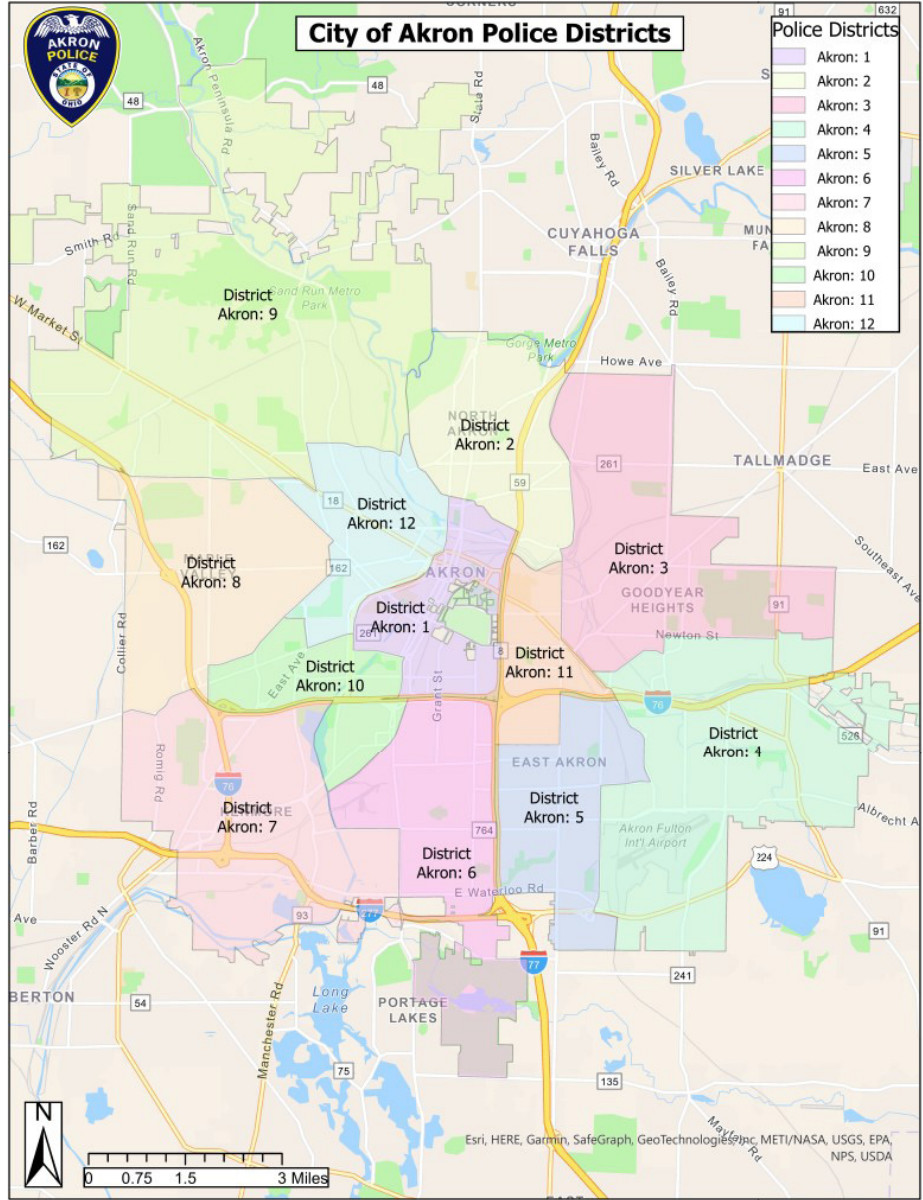 CORNERS
City of Akron Police Districts
AKRON
POLICE
STATE OF
OHIO
Police Districts
Akron: 1
Akron: 2
Akron: 3
Akron: 4
Akron: 5
Akron: 6
Akron: 7
Akron: 8
Akron: 9
Akron: 10
Akron: 11
Akron: 12
91
632
48
48
Akron Peninsula Rd
State Rd
Bailey Rd
SILVER LAKE
CUYAHOGA
FALLS
Smith Rd
Sand Run Rd
Bailey Rd
W Market St
Sand Run Metro
Park
District
Akron: 9
Gorge Metro
Park
Howe Ave
NORTH
AKRON
District
Akron: 2
TALLMADGE
East Ave
261
59
18
District
Akron: 12
162
162
District
Akron: 8
AKRON
District
Akron: 3
GOODYEAR
HEIGHTS
Southeast Ave
91
Newton St
District
Akron: 1
261
8
District
Akron: 11
Collier Rd
East Ave
District
Akron: 10
Grant St
76
526
District
Akron: 4
Romig Rd
EAST AKRON
76
District
Akron: 7
District
Akron: 5
Barber Rd
764
Akron Fulton
Int'l Airport
Albrecht A
224
District
Akron: 6
E Waterloo Rd
277
93
Ave
Wooster Rd N
91
77
241
BERTON
54
Long
Lake
PORTAGE
LAKES
Manchester Rd
75
135
N
Esri, HERE, Garmin, SafeGraph, GeoTechnologies, Inc, METI/NASA, USGS, EPA,
NPS, USDA
0 0.75 1.5 3 Miles
EAST